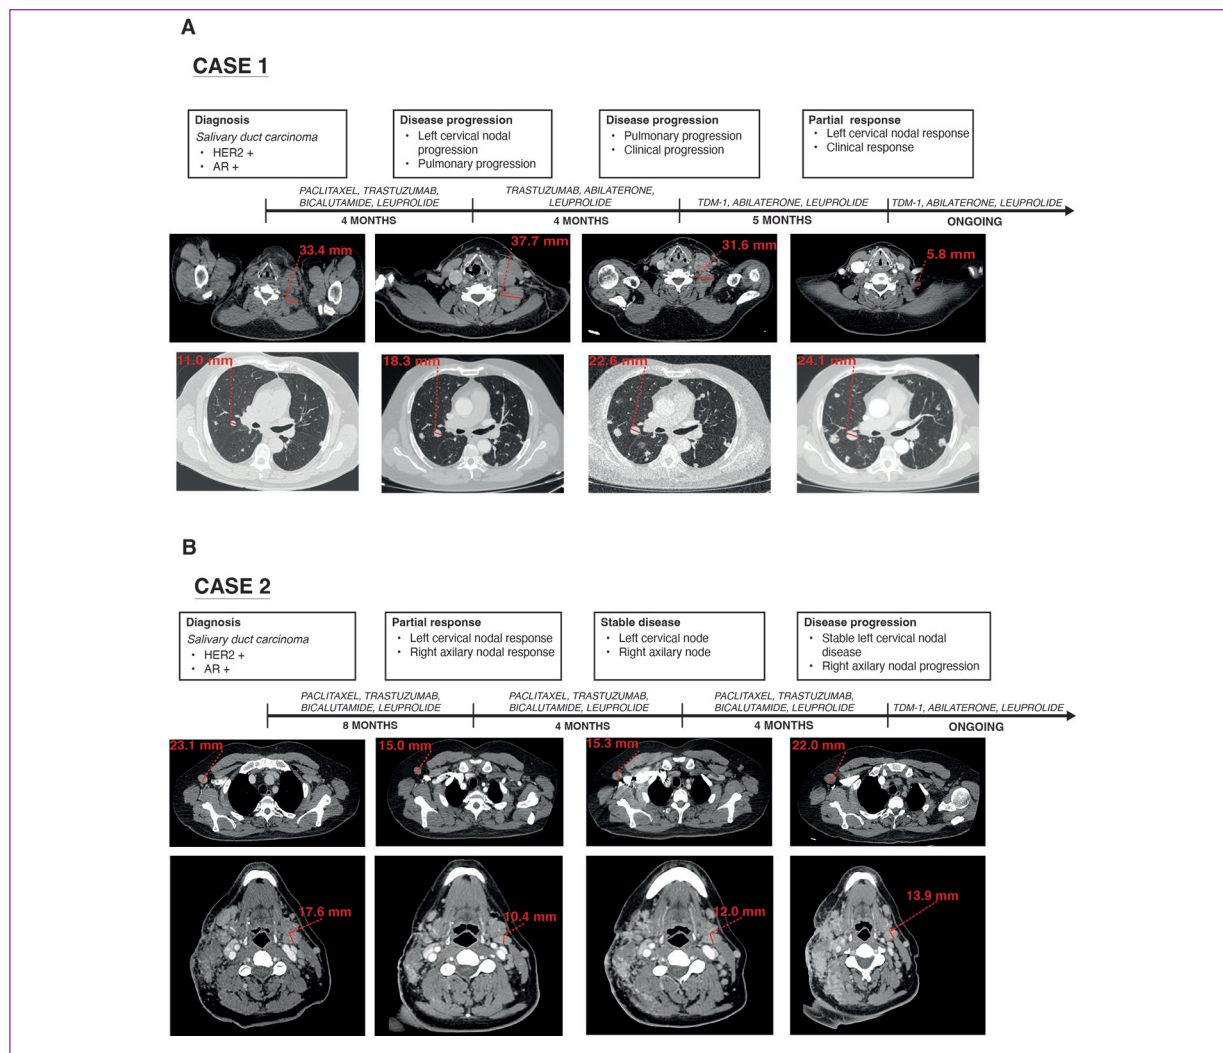 A
CASE 1
Diagnosis
Salivary duct carcinoma
• HER2 +
• AR +
Disease progression
• Left cervical nodal
progression
• Pulmonary progression
Disease progression
• Pulmonary progression
• Clinical progression
Partial response
• Left cervical nodal response
• Clinical response
PACLITAXEL, TRASTUZUMAB,
BICALUTAMIDE, LEUPROLIDE
4 MONTHS
TRASTUZUMAB, ABILATERONE,
LEUPROLIDE
4 MONTHS
TDM-1, ABILATERONE, LEUPROLIDE
5 MONTHS
TDM-1, ABILATERONE, LEUPROLIDE
ONGOING
33.4 mm
37.7 mm
31.6 mm
5.8 mm
11.0 mm
18.3 mm
22.6 mm
24.1 mm
B
CASE 2
Diagnosis
Salivary duct carcinoma
• HER2 +
• AR +
Partial response
• Left cervical nodal response
• Right axilary nodal response
Stable disease
• Left cervical node
• Right axilary node
Disease progression
• Stable left cervical nodal
disease
• Right axilary nodal progression
PACLITAXEL, TRASTUZUMAB,
BICALUTAMIDE, LEUPROLIDE
8 MONTHS
PACLITAXEL, TRASTUZUMAB,
BICALUTAMIDE, LEUPROLIDE
4 MONTHS
PACLITAXEL, TRASTUZUMAB,
BICALUTAMIDE, LEUPROLIDE
4 MONTHS
TDM-1, ABILATERONE, LEUPROLIDE
ONGOING
23.1 mm
15.0 mm
15.3 mm
22.0 mm
17.6 mm
10.4 mm
12.0 mm
13.9 mm